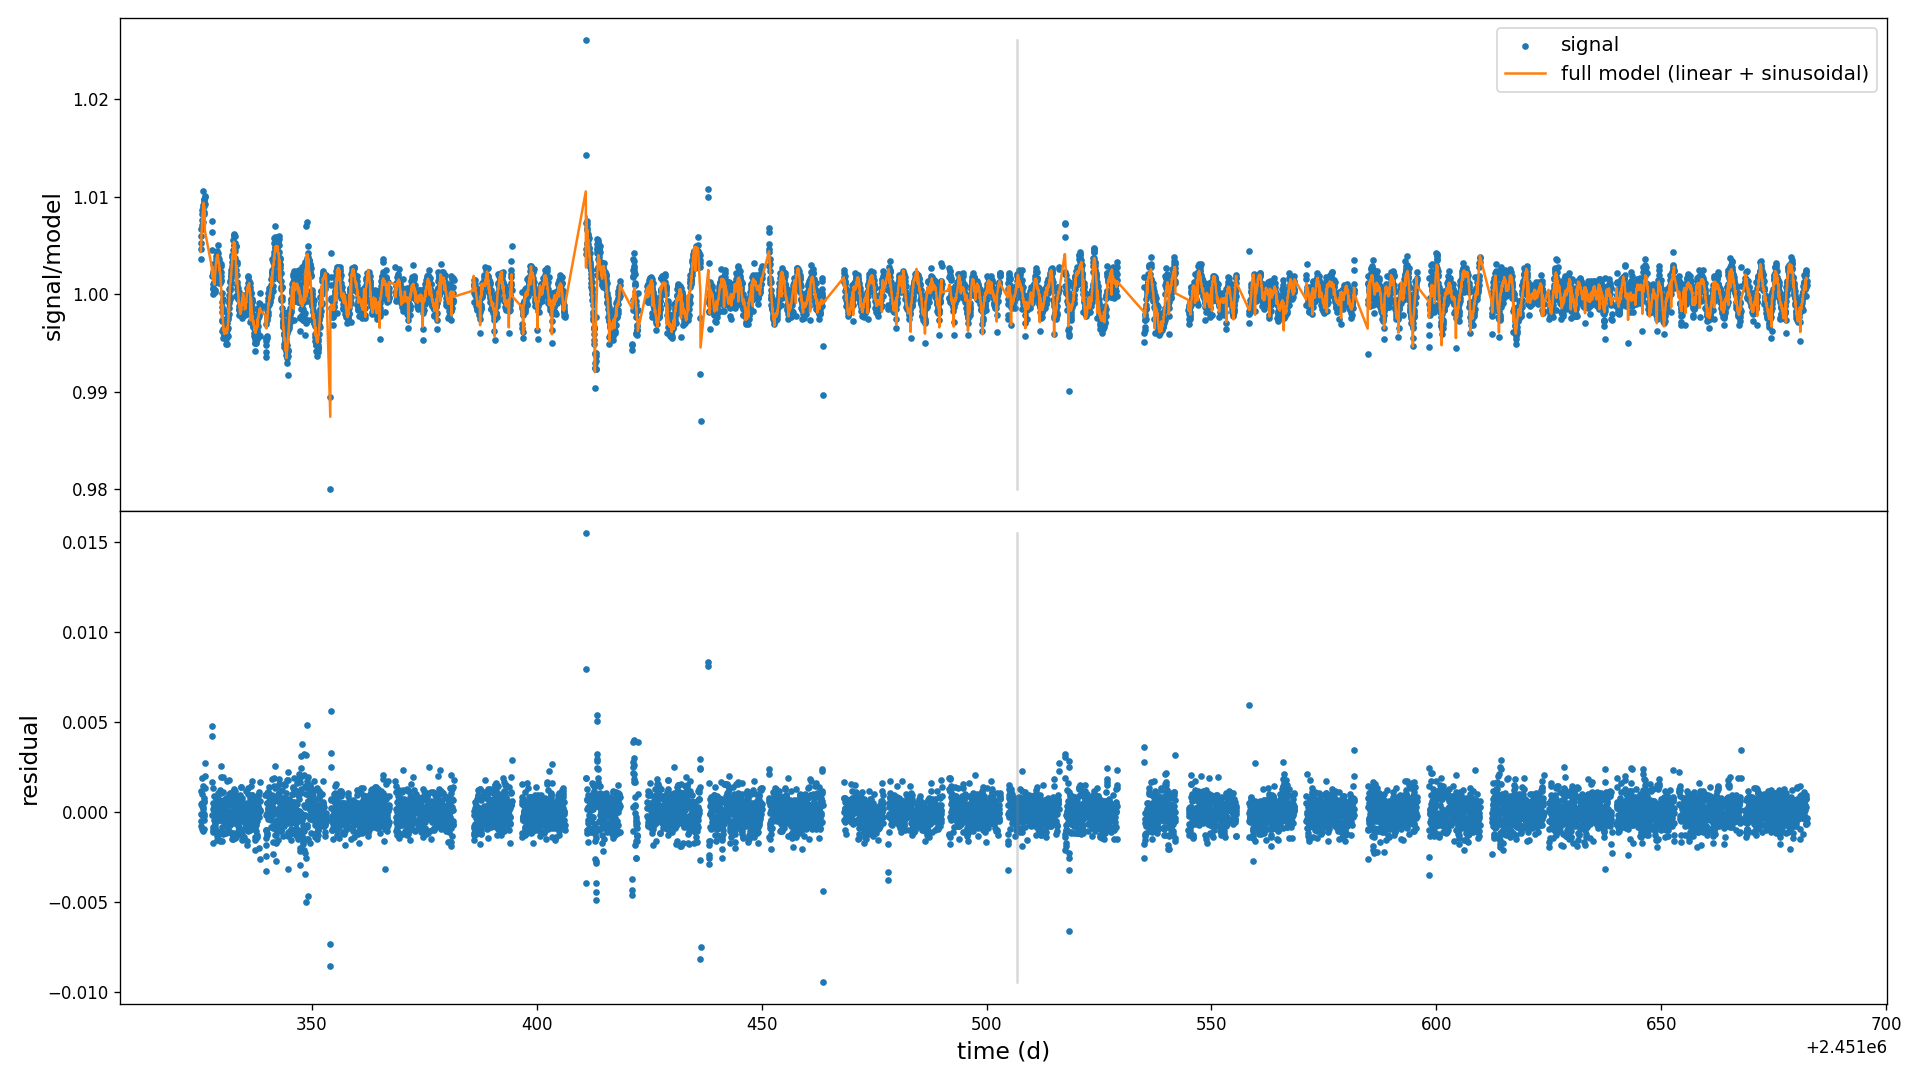 signal
full model (linear + sinusoidal)
signal/model
1.02
1.01
1.00
0.99
0.98
residual
0.015
0.010
0.005
0.000
−0.005
−0.010
350 400 450 500 550 600 650 700
time (d)
+2.451e6